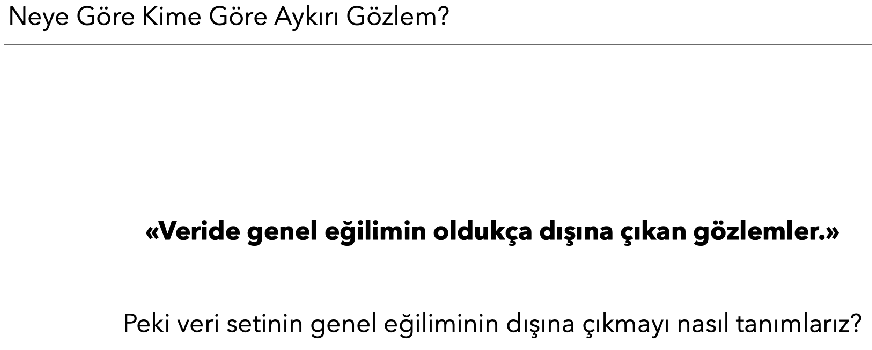 Neye Göre Kime Göre Aykırı Gözlem?
«Veride genel eğilimin oldukça dışına çıkan gözlemler.»
Peki veri setinin genel eğiliminin dışına çıkmayı nasıl tanımlarız?